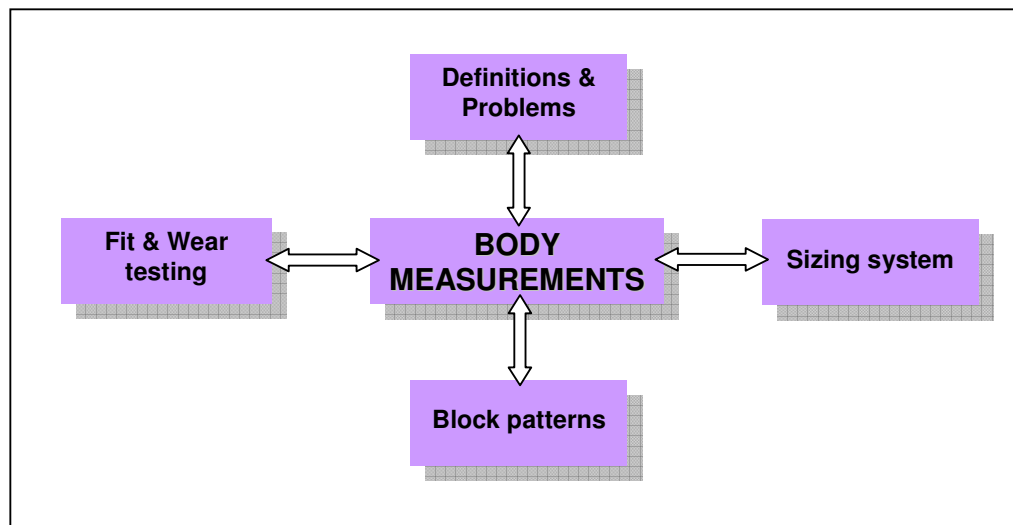 Definitions &
Problems
Fit & Wear
testing
BODY
MEASUREMENTS
Sizing system
Block patterns